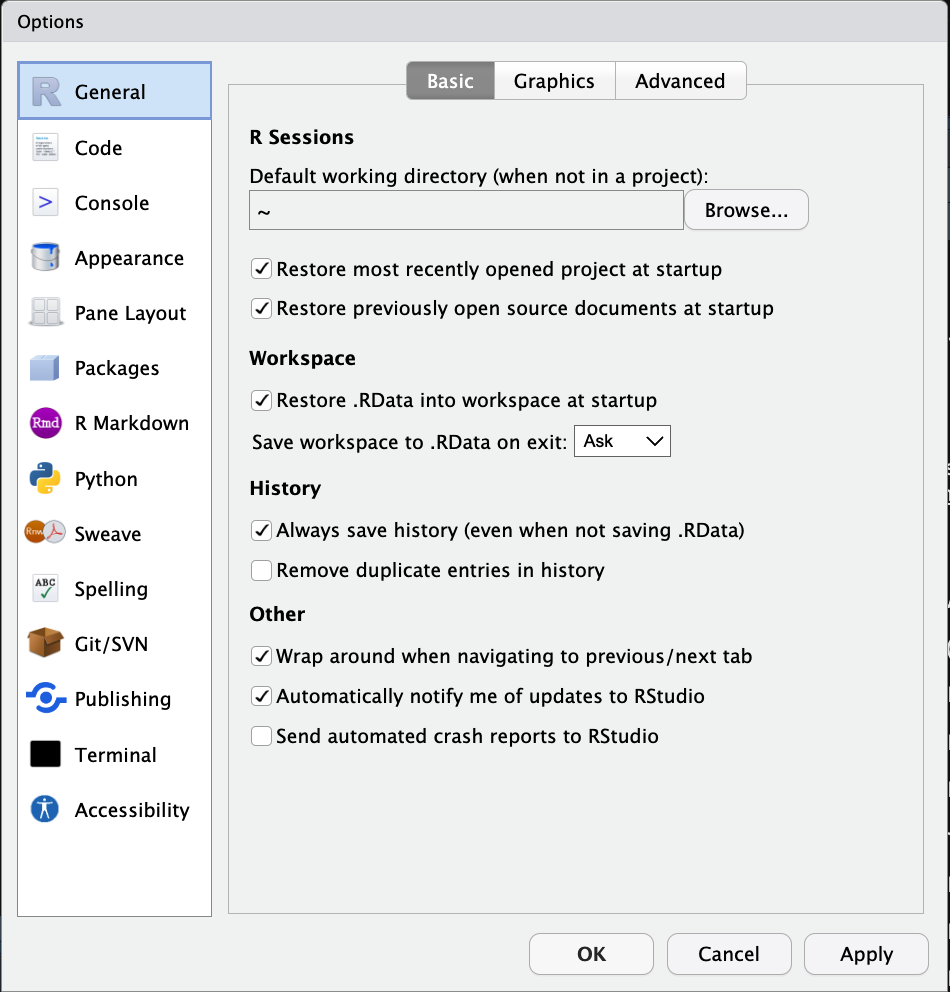 Options
General
Code
Console
Appearance
Pane Layout
Packages
Rmd R Markdown
Python
Rnw Sweave
ABC Spelling
Git/SVN
Publishing
Terminal
Accessibility
Basic Graphics Advanced
R Sessions
Default working directory (when not in a project):
~ Browse...
Restore most recently opened project at startup
Restore previously open source documents at startup
Workspace
Restore .RData into workspace at startup
Save workspace to .RData on exit: Ask
History
Always save history (even when not saving .RData)
Remove duplicate entries in history
Other
Wrap around when navigating to previous/next tab
Automatically notify me of updates to RStudio
Send automated crash reports to RStudio
OK Cancel Apply